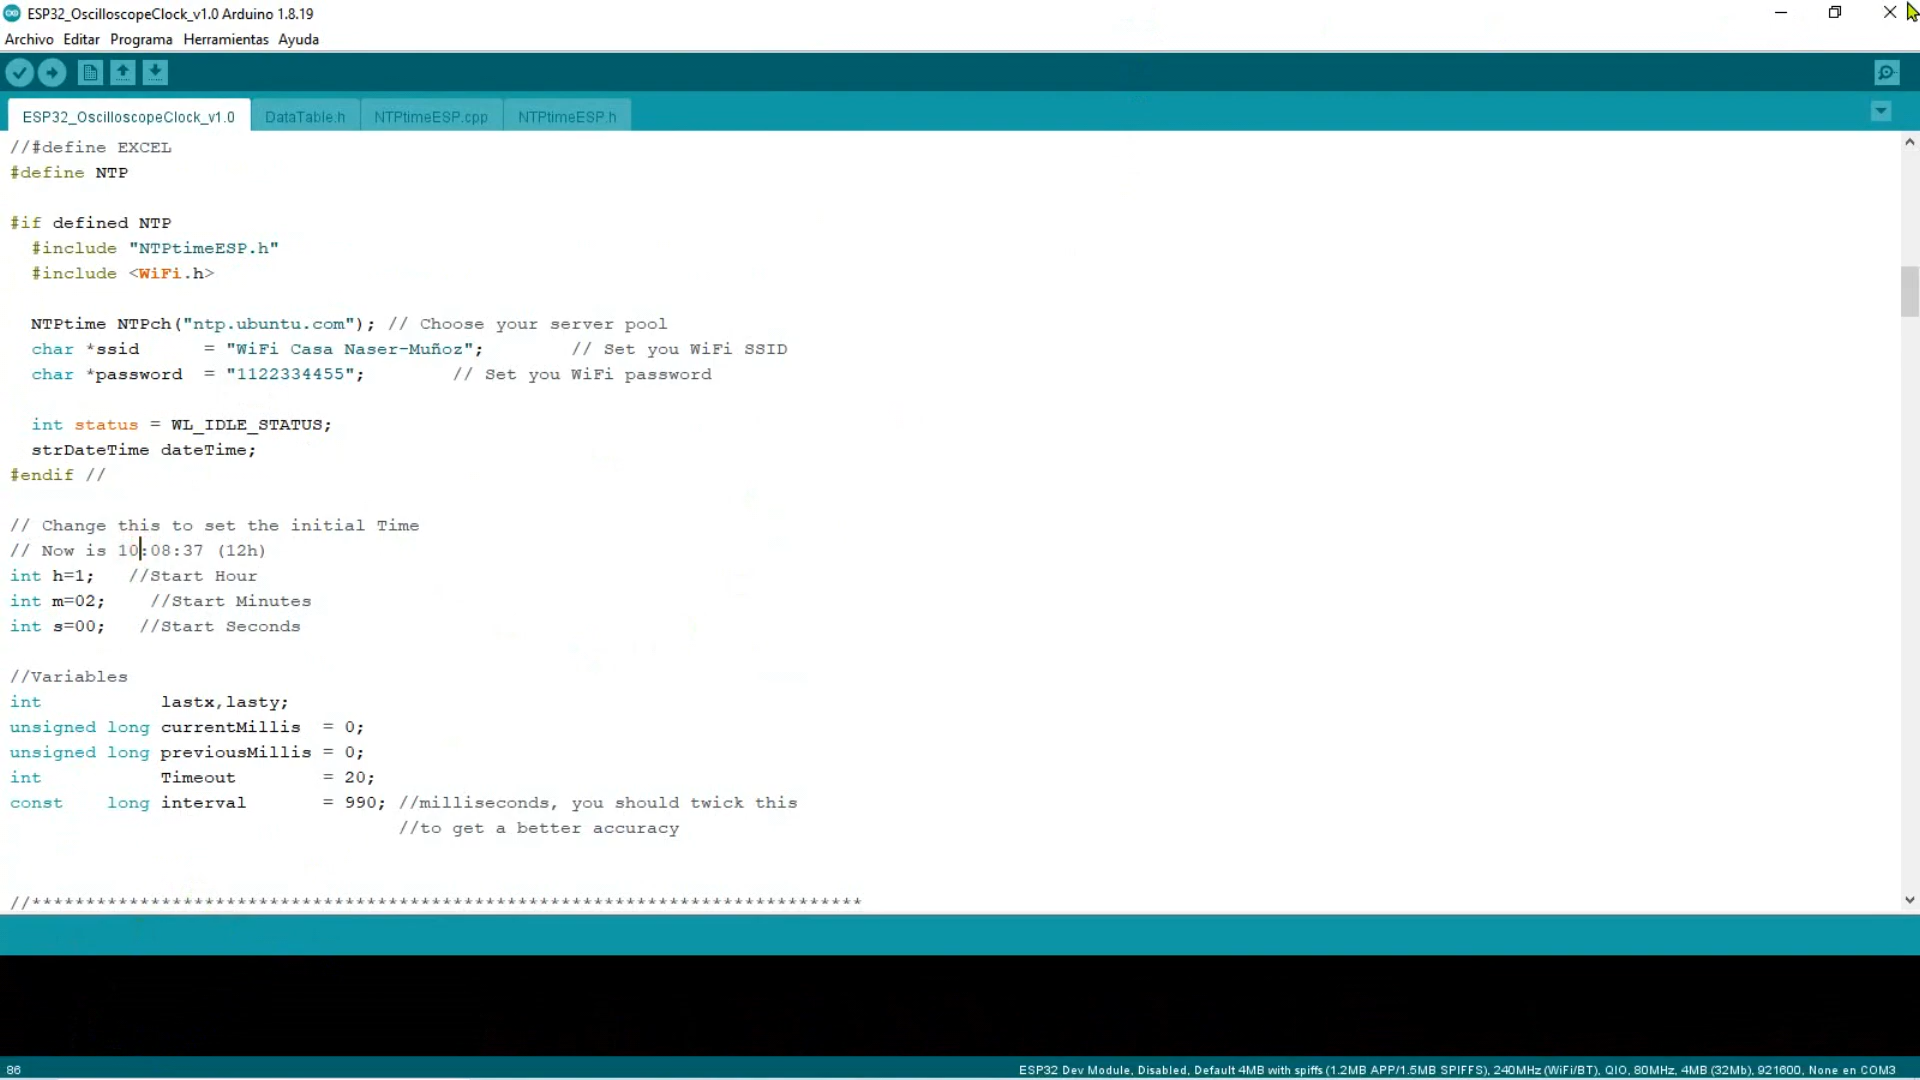 ESP32_OscilloscopeClock_v1.0 Arduino 1.8.19
Archivo Editar Programa Herramientas Ayuda
ESP32_OscilloscopeClock_v1.0 DataTable.h NTPtimeESP.cpp NTPtimeESP.h
//#define EXCEL
#define NTP
#if defined NTP
#include "NTPtimeESP.h"
#include <WiFi.h>
NTPtime NTPch("ntp.ubuntu.com"); // Choose your server pool
char *ssid = "WiFi Casa Naser-Muñoz"; // Set you WiFi SSID
char *password = "1122334455"; // Set you WiFi password
int status = WL_IDLE_STATUS;
strDateTime dateTime;
#endif //
// Change this to set the initial Time
// Now is 10:08:37 (12h)
int h=1; //Start Hour
int m=02; //Start Minutes
int s=00; //Start Seconds
//Variables
int lastx,lasty;
unsigned long currentMillis = 0;
unsigned long previousMillis = 0;
int Timeout = 20;
const long interval = 990; //milliseconds, you should twick this
//to get a better accuracy
//*****************************************************************************
86 ESP32 Dev Module, Disabled, Default 4MB with spiffs (1.2MB APP/1.5MB SPIFFS), 240MHz (WiFi/BT), QIO, 80MHz, 4MB (32Mb), 921600, None en COM3